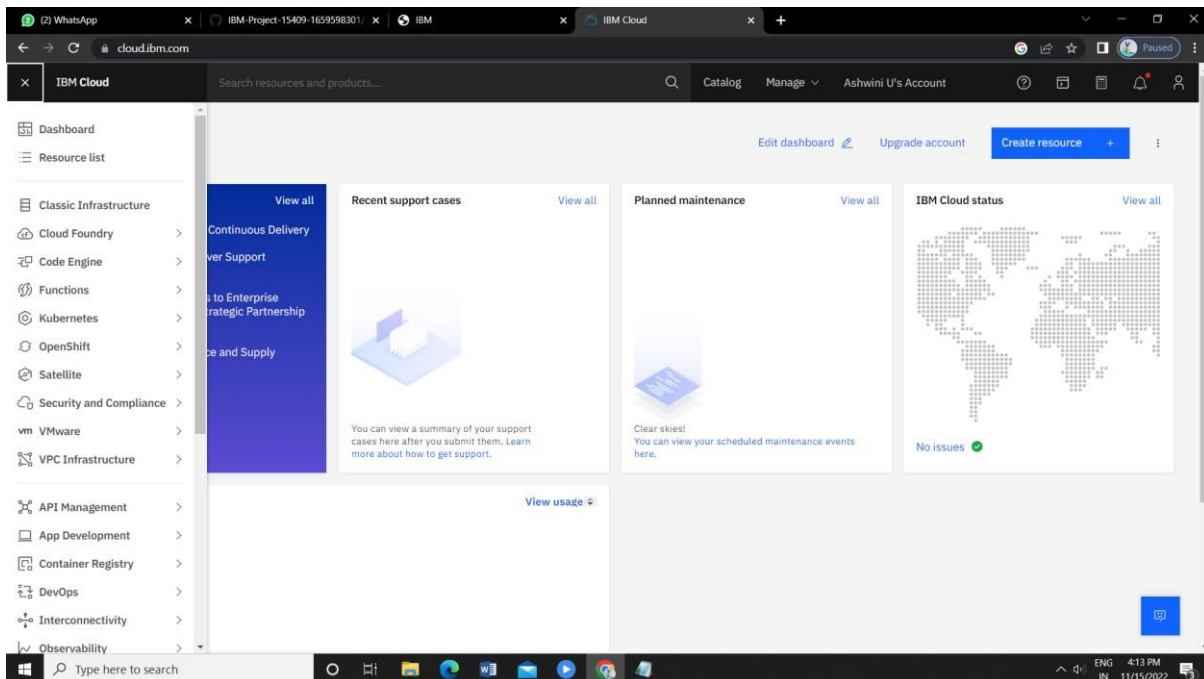 (2) WhatsApp
IBM-Project-15409-1659598301/
IBM
IBM Cloud
cloud.ibm.com
Paused
IBM Cloud
Search resources and products...
Catalog
Manage
Ashwini U's Account
Dashboard
Resource list
Classic Infrastructure
Cloud Foundry
Code Engine
Functions
Kubernetes
OpenShift
Satellite
Security and Compliance
vm VMware
VPC Infrastructure
API Management
App Development
Container Registry
DevOps
Interconnectivity
Observability
Edit dashboard
Upgrade account
Create resource +
View all
Continuous Delivery
ver Support
s to Enterprise
rategic Partnership
ce and Supply
Recent support cases
View all
You can view a summary of your support
cases here after you submit them. Learn
more about how to get support.
Planned maintenance
View all
Clear skies!
You can view your scheduled maintenance events
here.
IBM Cloud status
View all
No issues
View usage
Type here to search
ENG
IN
4:13 PM
11/15/2022